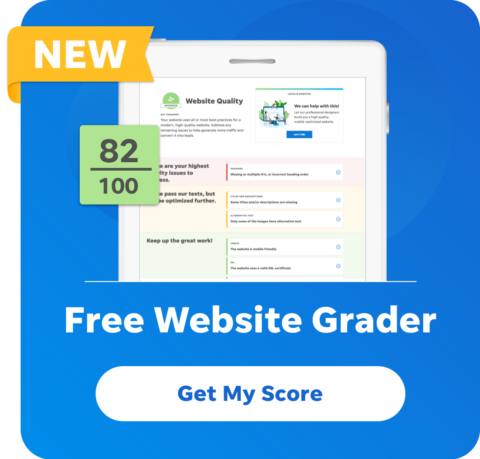 NEW
Website Quality
Your website uses all or most best practices for a
modern, high-quality website. Address any
remaining issues to help generate more traffic and
convert it into leads.
We can help with this!
Let our professional designers
build you a high quality,
mobile optimized website.
82
100
e are your highest
ity issues to
ess.
Missing or multiple H1s, or incorrect heading order
e pass our tests, but
e optimized further.
Some titles and/or descriptions are missing
Only some of the images have alternative text
Keep up the great work!
The website is mobile friendly
The website uses a valid SSL certificate
Free Website Grader
Get My Score